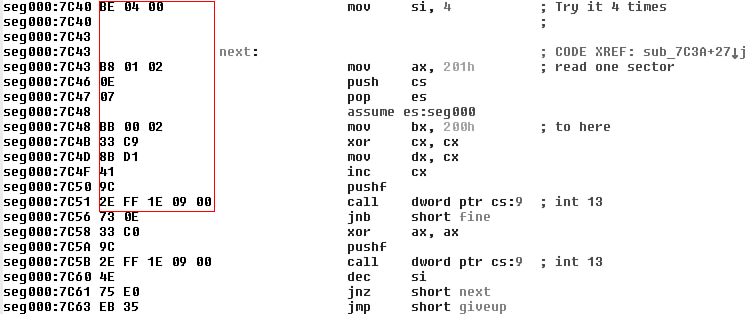 seg000:7C40 BE 04 00 mov si, 4 ; Try it 4 times
seg000:7C40 ;
seg000:7C43
seg000:7C43 next: ; CODE XREF: sub_7C3A+27↓j
seg000:7C43 B8 01 02 mov ax, 201h ; read one sector
seg000:7C46 0E push cs
seg000:7C47 07 pop es
seg000:7C48 assume es:seg000
seg000:7C48 BB 00 02 mov bx, 200h ; to here
seg000:7C4B 33 C9 xor cx, cx
seg000:7C4D 8B D1 mov dx, cx
seg000:7C4F 41 inc cx
seg000:7C50 9C pushf
seg000:7C51 2E FF 1E 09 00 call dword ptr cs:9 ; int 13
seg000:7C56 73 0E jnb short fine
seg000:7C58 33 C0 xor ax, ax
seg000:7C5A 9C pushf
seg000:7C5B 2E FF 1E 09 00 call dword ptr cs:9 ; int 13
seg000:7C60 4E dec si
seg000:7C61 75 E0 jnz short next
seg000:7C63 EB 35 jmp short giveup